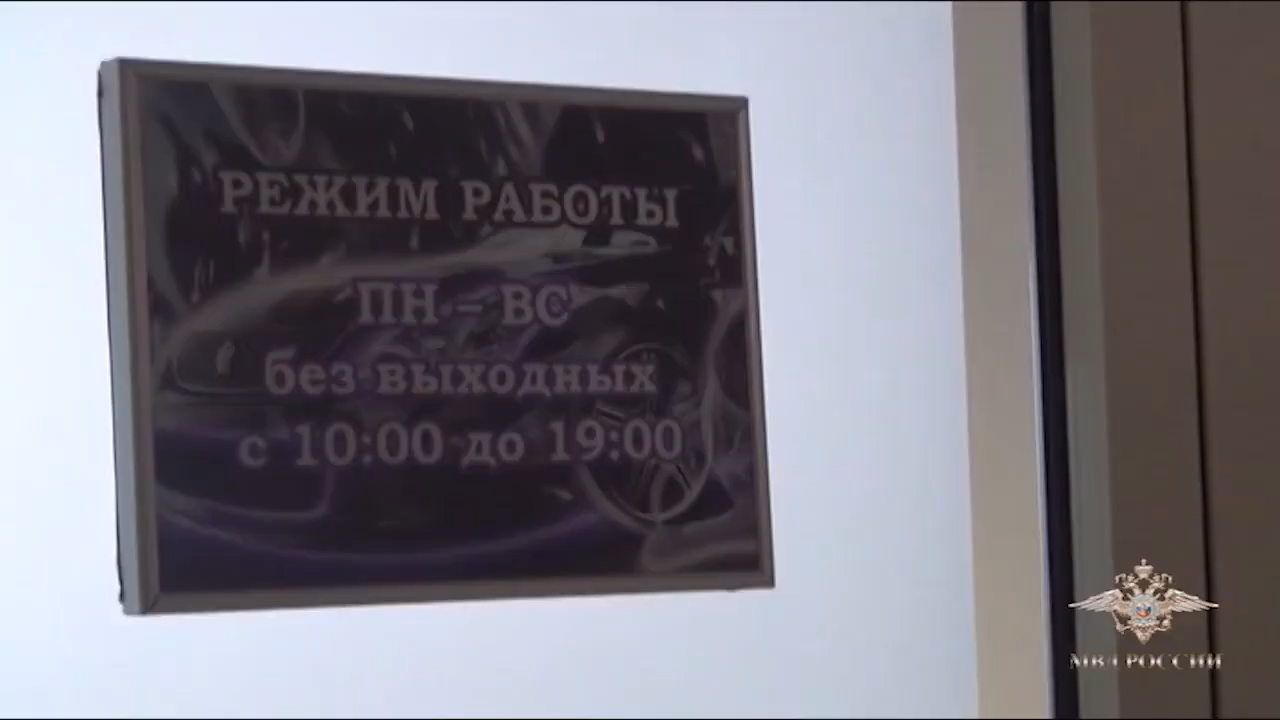 РЕЖИМ РАБОТЫ
ПН - ВС
без выходных
с 10:00 до 19:00
МВД РОССИИ